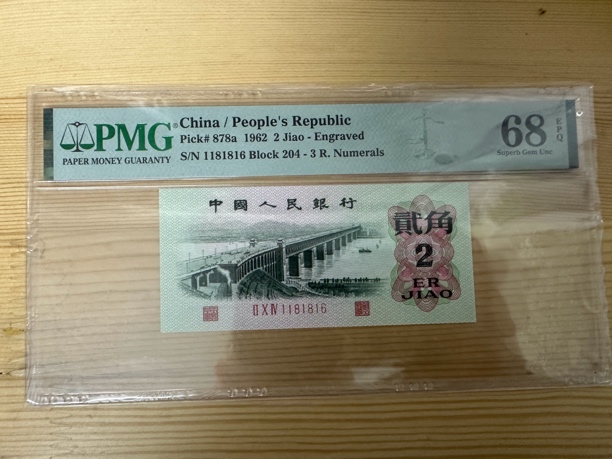 PMG®
PAPER MONEY GUARANTY
China / People's Republic
Pick# 878a 1962 2 Jiao - Engraved
S/N 1181816 Block 204 - 3 R. Numerals
68 EPQ
Superb Gem Unc
中國人民銀行
貳角
2
ER
JIAO
ⅡⅩⅣ 1181816